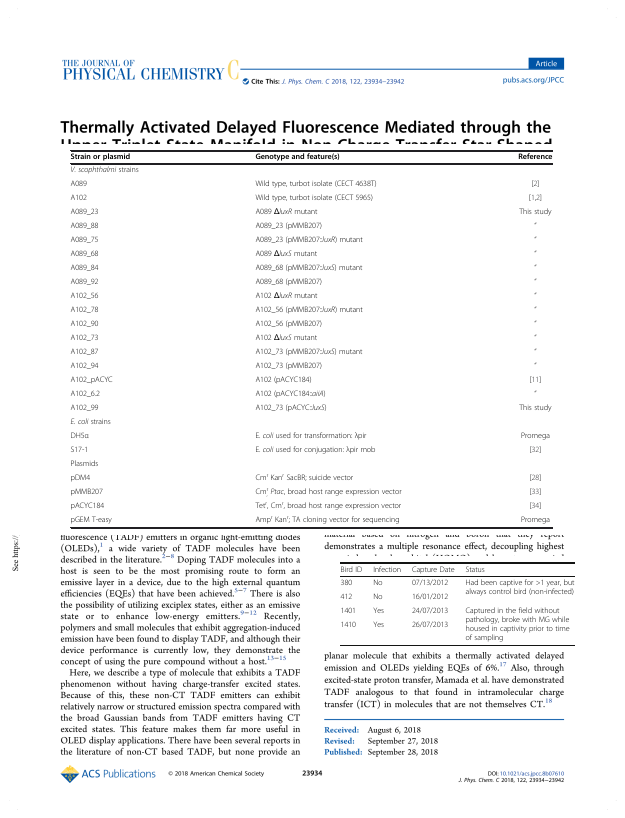 THE JOURNAL OF
PHYSICAL CHEMISTRY C
Article
Cite This: J. Phys. Chem. C 2018, 122, 23934−23942
pubs.acs.org/JPCC
Thermally Activated Delayed Fluorescence Mediated through the
Upper Triplet State Manifold in Non-Charge-Transfer Star-Shaped
Strain or plasmid Genotype and feature(s) Reference
V. scophthalmi strains
A089 Wild type, turbot isolate (CECT 4638T) [2]
A102 Wild type, turbot isolate (CECT 5965) [1,2]
A089_23 A089 ΔluxR mutant This study
A089_88 A089_23 (pMMB207) ″
A089_75 A089_23 (pMMB207::luxR) mutant ″
A089_68 A089 ΔluxS mutant ″
A089_84 A089_68 (pMMB207::luxS) mutant ″
A089_92 A089_68 (pMMB207) ″
A102_56 A102 ΔluxR mutant ″
A102_78 A102_56 (pMMB207::luxR) mutant ″
A102_90 A102_56 (pMMB207) ″
A102_73 A102 ΔluxS mutant ″
A102_87 A102_73 (pMMB207::luxS) mutant ″
A102_94 A102_73 (pMMB207) ″
A102_pACYC A102 (pACYC184) [11]
A102_6.2 A102 (pACYC184::aiiA) ″
A102_99 A102_73 (pACYC::luxS) This study
E. coli strains
DH5α E. coli used for transformation: λpir Promega
S17-1 E. coli used for conjugation: λpir mob [32]
Plasmids
pDM4 Cmʳ Kanʳ SacBR; suicide vector [28]
pMMB207 Cmʳ Ptac, broad host range expression vector [33]
pACYC184 Tetʳ, Cmʳ, broad host range expression vector [34]
pGEM T-easy Ampʳ Kanʳ; TA cloning vector for sequencing Promega
See https://
fluorescence (TADF) emitters in organic light-emitting diodes
(OLEDs),¹ a wide variety of TADF molecules have been
described in the literature.²⁻⁸ Doping TADF molecules into a
host is seen to be the most promising route to form an
emissive layer in a device, due to the high external quantum
efficiencies (EQEs) that have been achieved.⁵⁻⁷ There is also
the possibility of utilizing exciplex states, either as an emissive
state or to enhance low-energy emitters.⁹⁻¹² Recently,
polymers and small molecules that exhibit aggregation-induced
emission have been found to display TADF, and although their
device performance is currently low, they demonstrate the
concept of using the pure compound without a host.¹³⁻¹⁵
Here, we describe a type of molecule that exhibits a TADF
phenomenon without having charge-transfer excited states.
Because of this, these non-CT TADF emitters can exhibit
relatively narrow or structured emission spectra compared with
the broad Gaussian bands from TADF emitters having CT
excited states. This feature makes them far more useful in
OLED display applications. There have been several reports in
the literature of non-CT based TADF, but none provide an
material based on nitrogen and boron that they report
demonstrates a multiple resonance effect, decoupling highest
Bird ID Infection Capture Date Status
380 No 07/13/2012 Had been captive for >1 year, but
always control bird (non-infected)
412 No 16/01/2012
1401 Yes 24/07/2013 Captured in the field without
pathology, broke with MG while
1410 Yes 26/07/2013 housed in captivity prior to time
of sampling
planar molecule that exhibits a thermally activated delayed
emission and OLEDs yielding EQEs of 6%.¹⁷ Also, through
excited-state proton transfer, Mamada et al. have demonstrated
TADF analogous to that found in intramolecular charge
transfer (ICT) in molecules that are not themselves CT.¹⁸
Received: August 6, 2018
Revised: September 27, 2018
Published: September 28, 2018
ACS Publications © 2018 American Chemical Society
23934
DOI: 10.1021/acs.jpcc.8b07610
J. Phys. Chem. C 2018, 122, 23934−23942